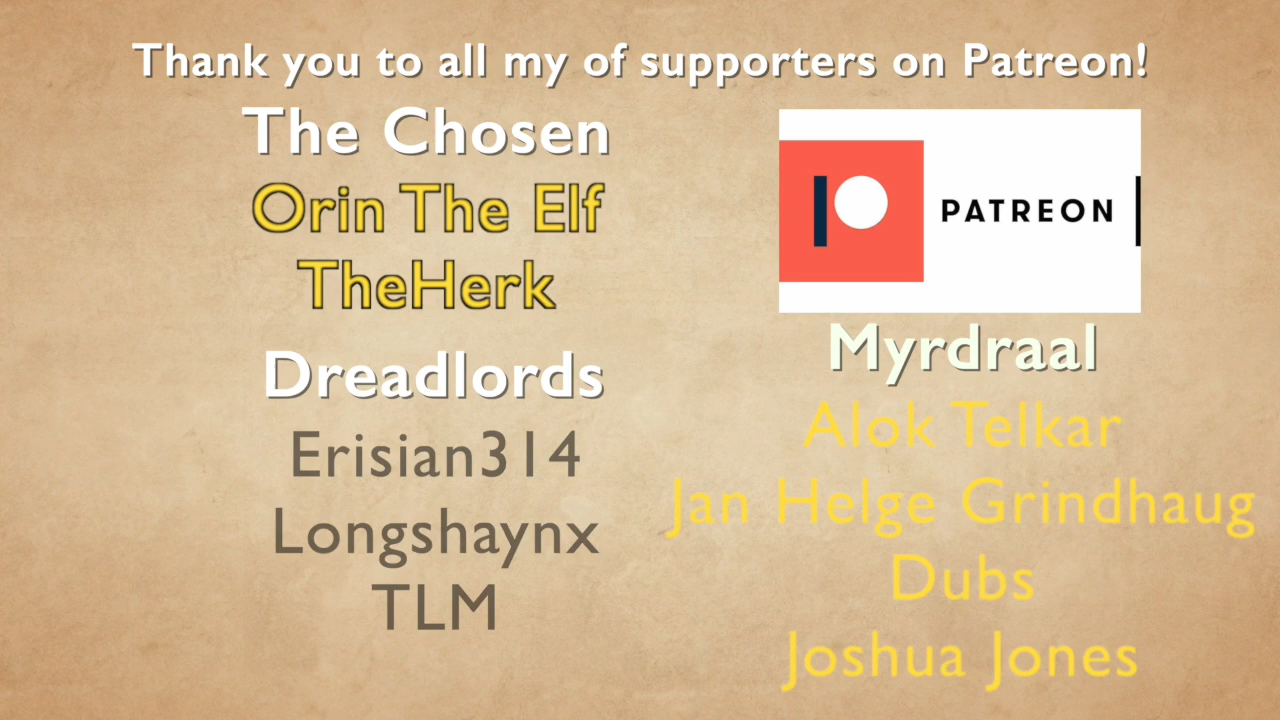 Thank you to all my of supporters on Patreon!
The Chosen
Orin The Elf
TheHerk
Dreadlords
Erisian314
Longshaynx
TLM
PATREON
Myrdraal
Alok Telkar
Jan Helge Grindhaug
Dubs
Joshua Jones